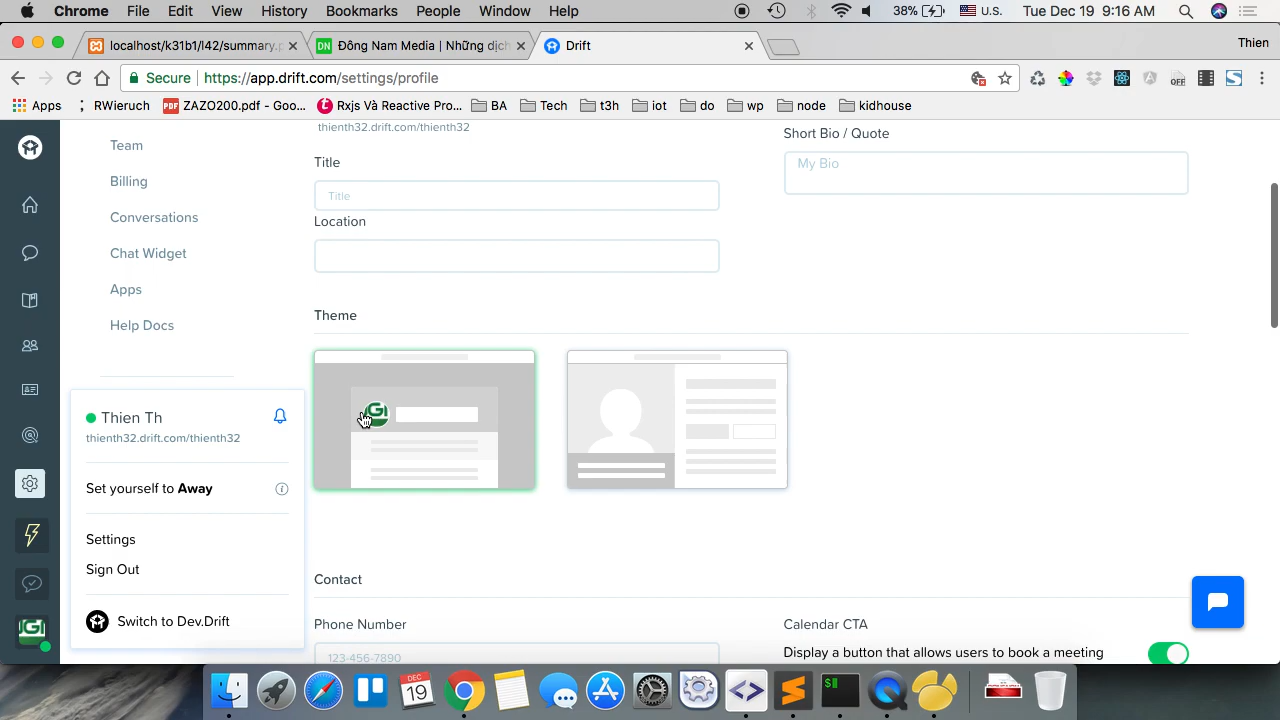 Chrome File Edit View History Bookmarks People Window Help 38% U.S. Tue Dec 19 9:16 AM
localhost/k31b1/l42/summary.p Đông Nam Media | Những dịch Drift Thien
Secure https://app.drift.com/settings/profile
Apps RWieruch ZAZO200.pdf - Goo... Rxjs Và Reactive Pro... BA Tech t3h iot do wp node kidhouse
thienth32.drift.com/thienth32
Short Bio / Quote
My Bio
Team
Billing
Conversations
Chat Widget
Apps
Help Docs
Title
Title
Location
Theme
Thien Th
thienth32.drift.com/thienth32
Set yourself to Away
Settings
Sign Out
Switch to Dev.Drift
Contact
Phone Number
123-456-7890
Calendar CTA
Display a button that allows users to book a meeting
DEC
19